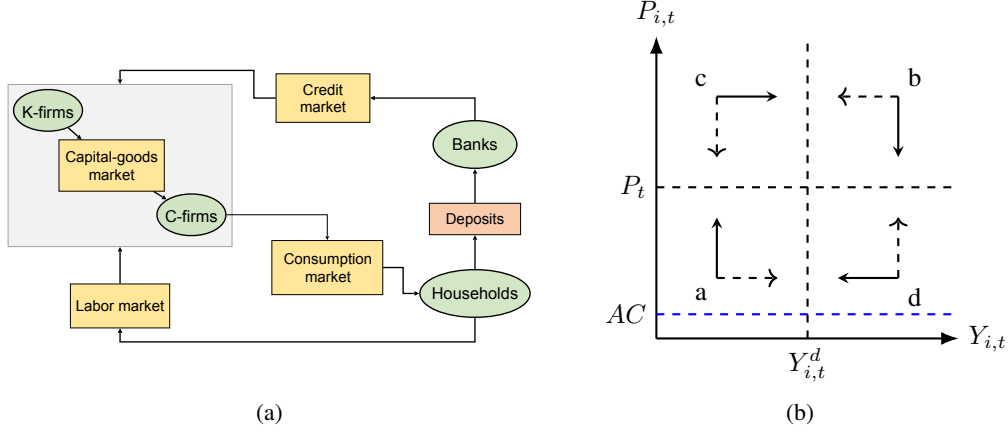 K-firms
Capital-goods
market
C-firms
Labor market
Credit
market
Banks
Deposits
Consumption
market
Households
(a)
P_{i,t}
c
b
P_t
a
d
AC
Y_{i,t}
Y^d_{i,t}
(b)